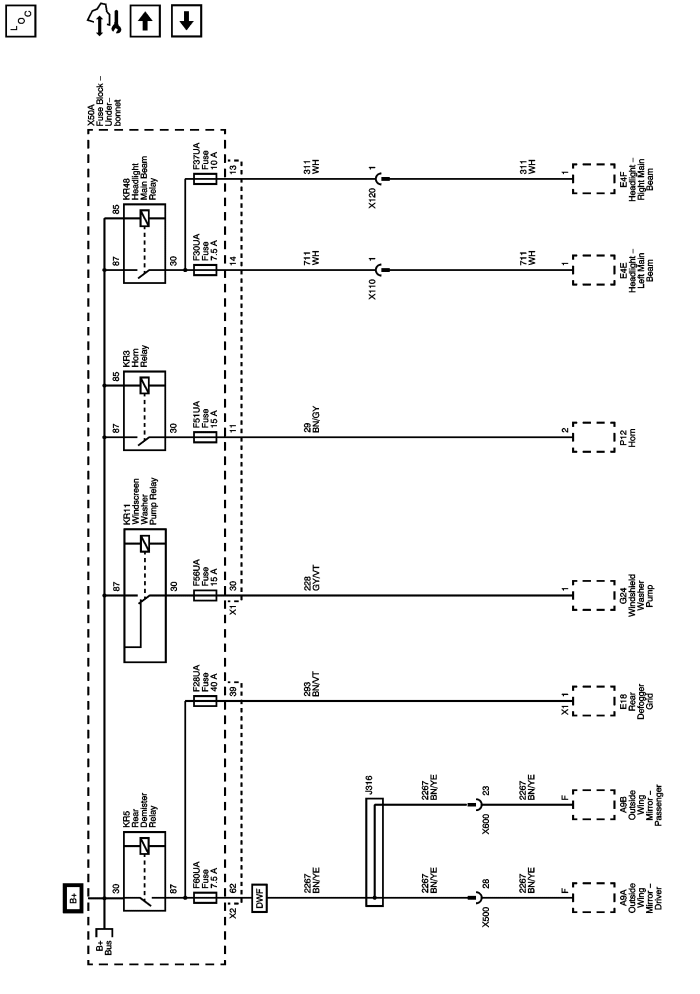 LOC
X50A
Fuse Block –
Under–
bonnet
B+
B+
Bus
KR5
Rear
Demister
Relay
30
87
F60UA
Fuse
7.5 A
62
X2
DWF
2267
BN/YE
J316
2267
BN/YE
28
X500
2267
BN/YE
F
A9A
Outside
Wing
Mirror –
Driver
2267
BN/YE
23
X600
2267
BN/YE
F
A9B
Outside
Wing
Mirror –
Passenger
F28UA
Fuse
40 A
39
293
BN/VT
1
X1
E18
Rear
Defogger
Grid
KR11
Windscreen
Washer
Pump Relay
87
30
F56UA
Fuse
15 A
30
X1
228
GY/VT
1
G24
Windshield
Washer
Pump
KR3
Horn
Relay
85
87
30
F51UA
Fuse
15 A
11
29
BN/GY
2
P12
Horn
KR48
Headlight
Main Beam
Relay
85
87
30
F30UA
Fuse
7.5 A
14
711
WH
1
X110
711
WH
1
E4E
Headlight –
Left Main
Beam
F37UA
Fuse
10 A
13
311
WH
1
X120
311
WH
1
E4F
Headlight –
Right Main
Beam